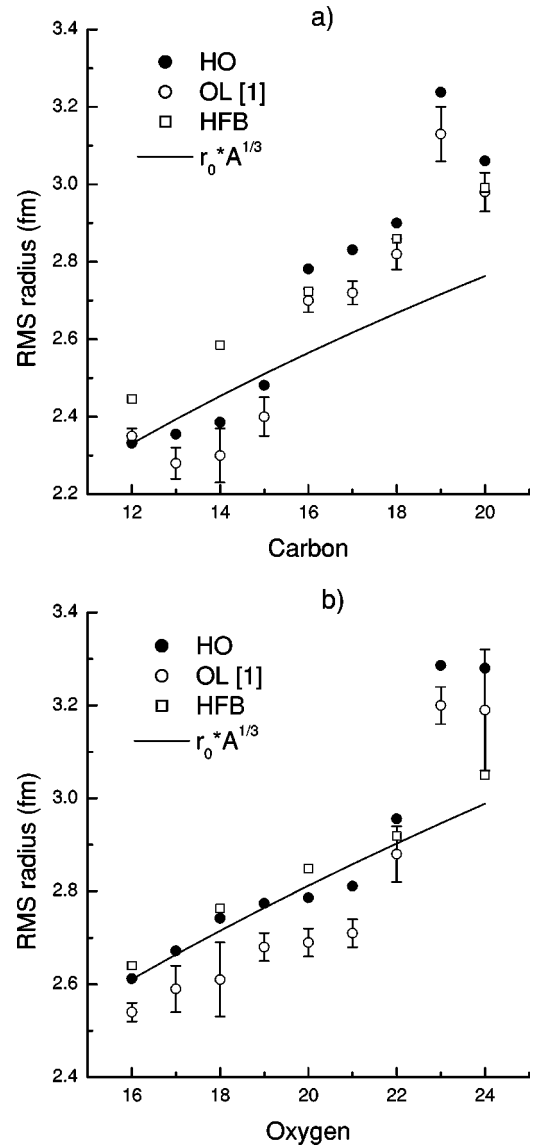 a)
3.4
3.2
3.0
2.8
2.6
2.4
2.2
RMS radius (fm)
HO
OL [1]
HFB
r₀*A^1/3
12
14
16
18
20
Carbon
b)
3.4
3.2
3.0
2.8
2.6
2.4
RMS radius (fm)
HO
OL [1]
HFB
r₀*A^1/3
16
18
20
22
24
Oxygen